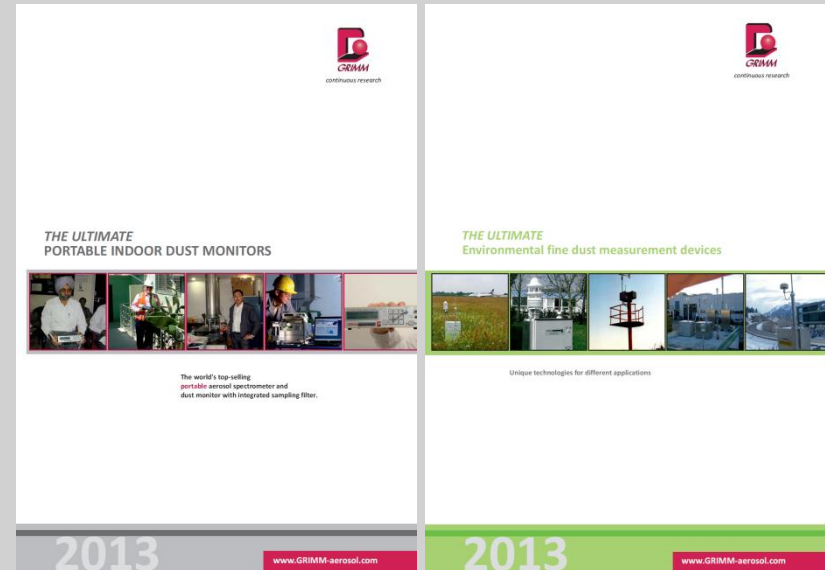 GRIMM
continuous research
THE ULTIMATE
PORTABLE INDOOR DUST MONITORS
The world's top-selling
portable aerosol spectrometer and
dust monitor with integrated sampling filter.
2013
www.GRIMM-aerosol.com
GRIMM
continuous research
THE ULTIMATE
Environmental fine dust measurement devices
Unique technologies for different applications
2013
www.GRIMM-aerosol.com